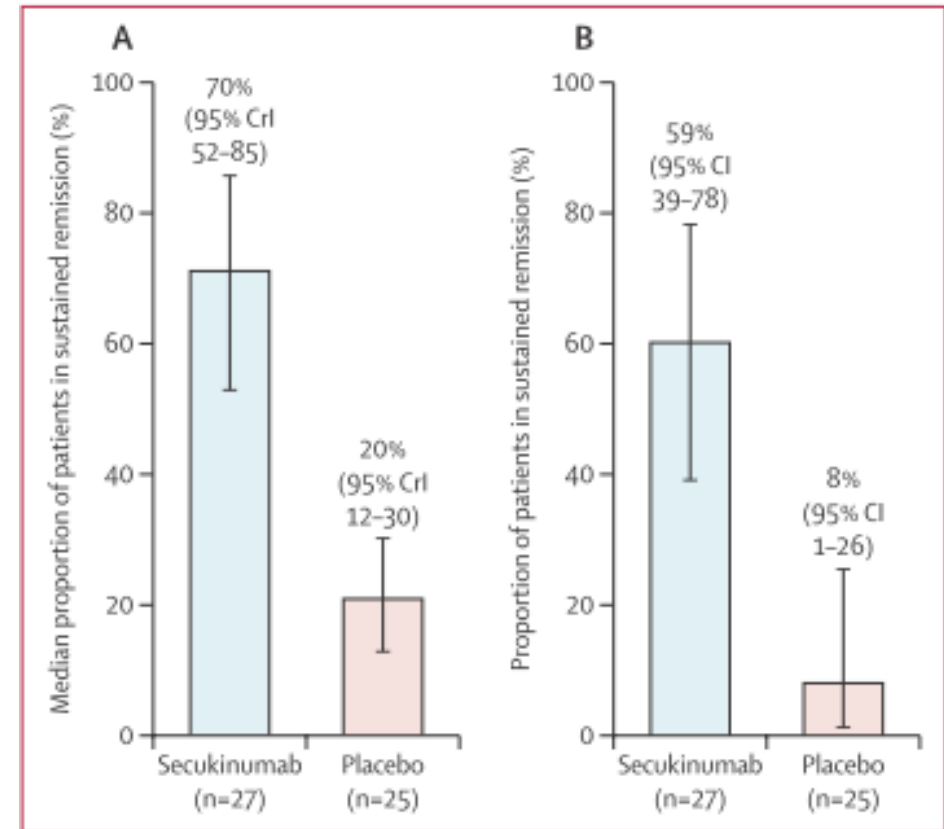 A
Median proportion of patients in sustained remission (%)
100
80
60
40
20
0
70%
(95% CrI
52–85)
20%
(95% CrI
12–30)
Secukinumab
(n=27)
Placebo
(n=25)
B
Proportion of patients in sustained remission (%)
100
80
60
40
20
0
59%
(95% CI
39–78)
8%
(95% CI
1–26)
Secukinumab
(n=27)
Placebo
(n=25)